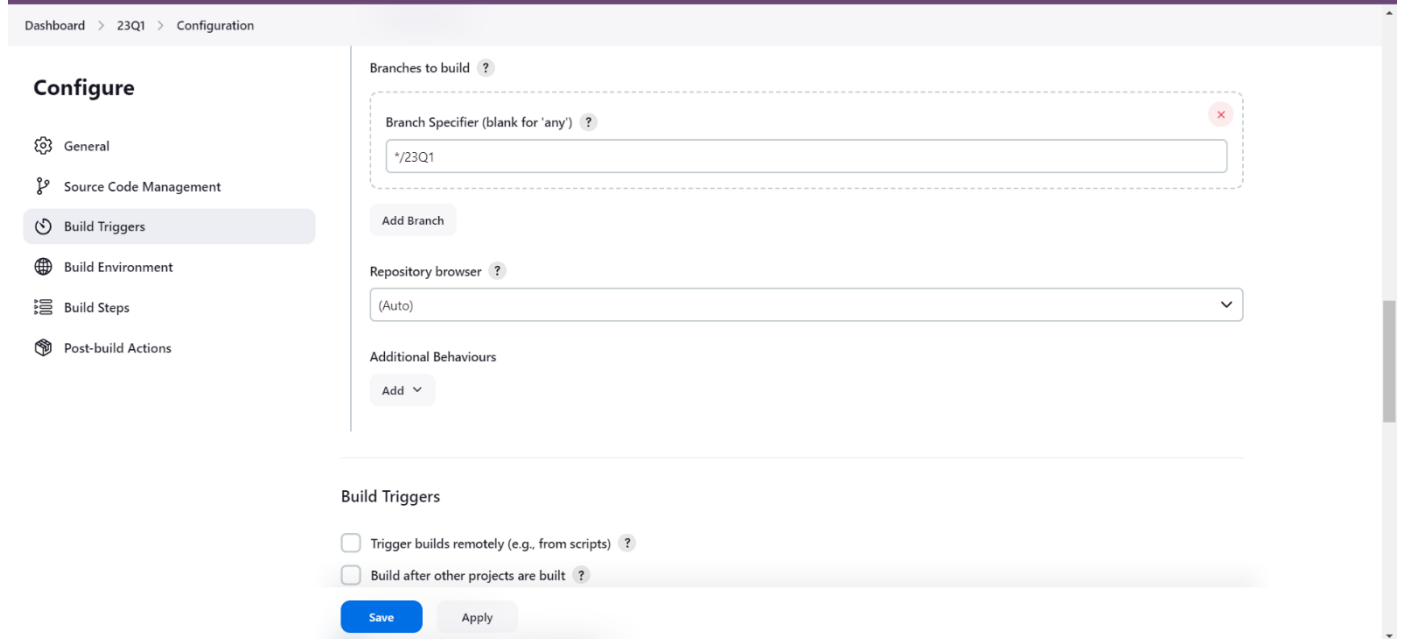 Dashboard > 23Q1 > Configuration
Configure
General
Source Code Management
Build Triggers
Build Environment
Build Steps
Post-build Actions
Branches to build ?
Branch Specifier (blank for 'any') ?
*/23Q1
Add Branch
Repository browser ?
(Auto)
Additional Behaviours
Add
Build Triggers
Trigger builds remotely (e.g., from scripts) ?
Build after other projects are built ?
Save Apply